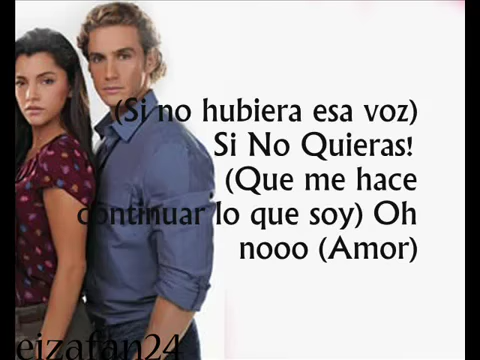 (Si no hubiera esa voz)
Si No Quieras!
(Que me hace
continuar lo que soy) Oh
nooo (Amor)
eizafan24